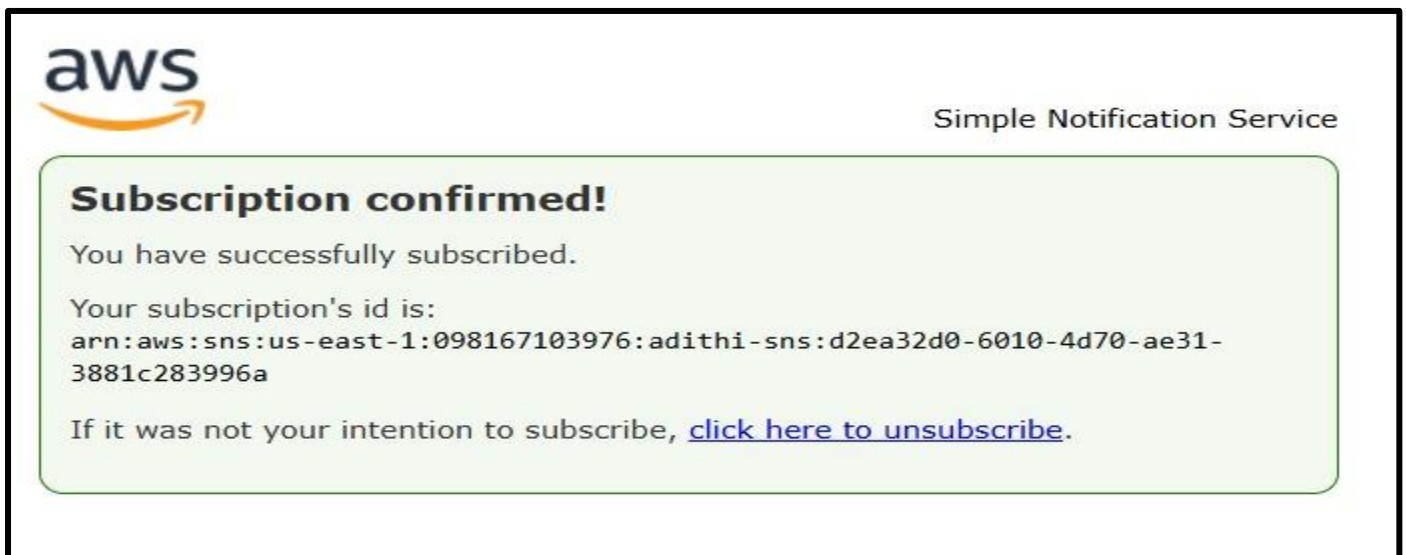 aws
Simple Notification Service
Subscription confirmed!
You have successfully subscribed.
Your subscription's id is:
arn:aws:sns:us-east-1:098167103976:adithi-sns:d2ea32d0-6010-4d70-ae31-
3881c283996a
If it was not your intention to subscribe, click here to unsubscribe.